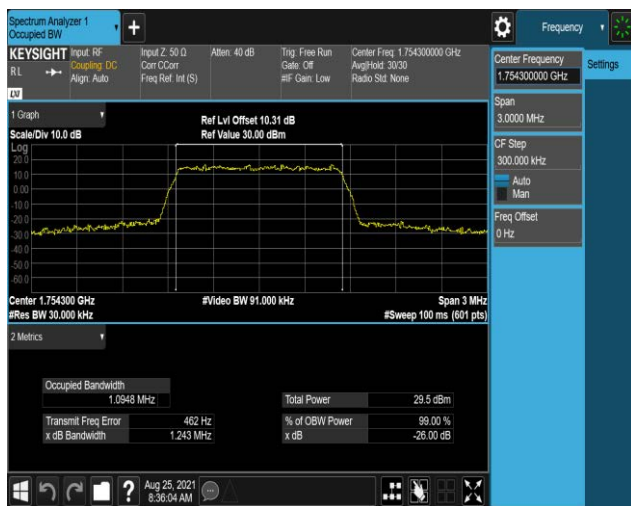 Spectrum Analyzer 1
Occupied BW
+
Frequency
KEYSIGHT
RL
LXI
Input: RF
Coupling: DC
Align: Auto
Input Z: 50 Ω
Corr CCorr
Freq Ref: Int (S)
Atten: 40 dB
Trig: Free Run
Gate: Off
#IF Gain: Low
Center Freq: 1.754300000 GHz
Avg|Hold: 30/30
Radio Std: None
Center Frequency
1.754300000 GHz
Settings
Span
3.0000 MHz
CF Step
300.000 kHz
Auto
Man
Freq Offset
0 Hz
1 Graph
Scale/Div 10.0 dB
Ref Lvl Offset 10.31 dB
Ref Value 30.00 dBm
Log
20.0
10.0
0.00
-10.0
-20.0
-30.0
-40.0
-50.0
-60.0
Center 1.754300 GHz
#Video BW 91.000 kHz
Span 3 MHz
#Res BW 30.000 kHz
#Sweep 100 ms (601 pts)
2 Metrics
Occupied Bandwidth
1.0948 MHz
Total Power 29.5 dBm
Transmit Freq Error 462 Hz
% of OBW Power 99.00 %
x dB Bandwidth 1.243 MHz
x dB -26.00 dB
?
Aug 25, 2021
8:36:04 AM